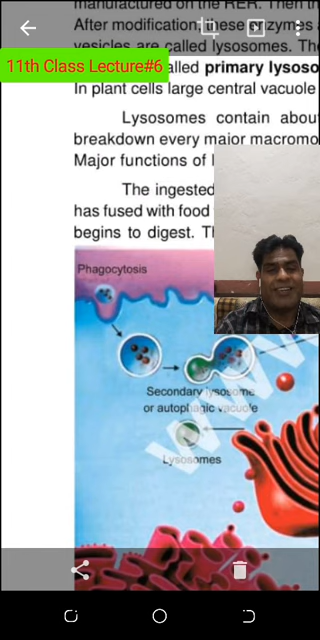 manufactured on the RER. Then th
After modification, these enzymes a
vesicles are called lysosomes. The
11th Class Lecture#6
alled primary lysoso
In plant cells large central vacuole
Lysosomes contain abou
breakdown every major macromo
Major functions of l
The ingested
has fused with food
begins to digest. Th
Phagocytosis
Secondary lysosome
or autophagic vacuole
Lysosomes
WWW